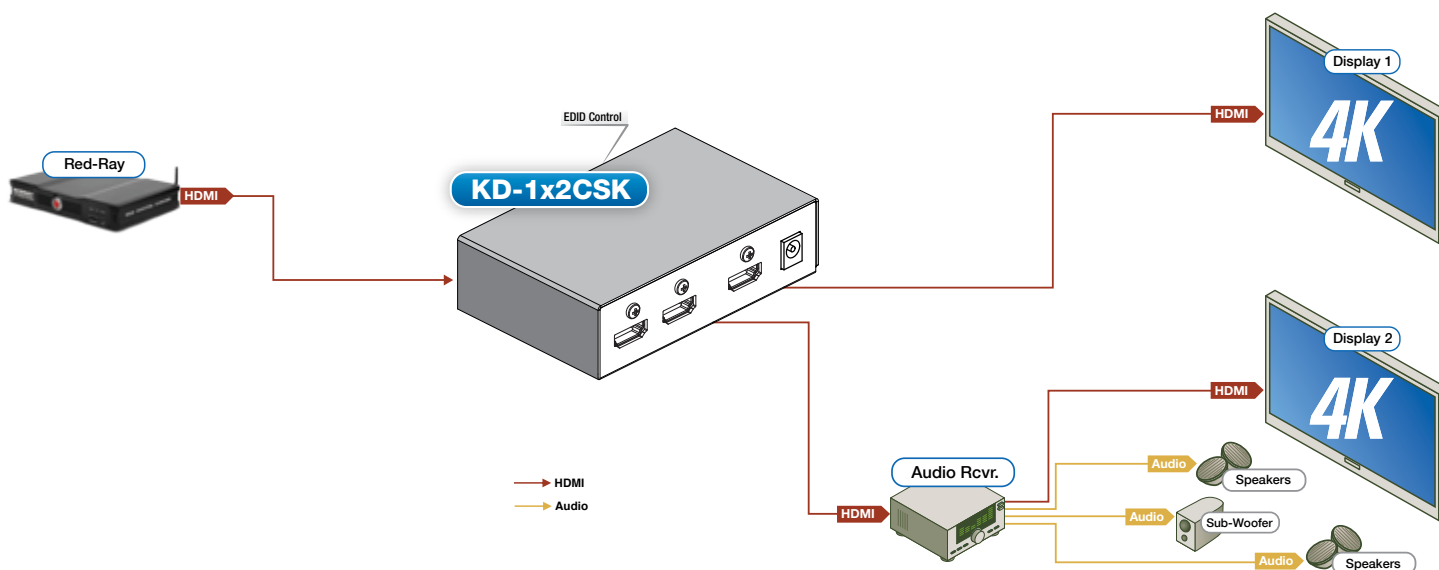 Display 1
4K
HDMI
EDID Control
Red-Ray
HDMI
KD-1x2CSK
Display 2
4K
HDMI
Audio Rcvr.
HDMI
Audio
Speakers
Audio
Sub-Woofer
Audio
Speakers
HDMI
Audio